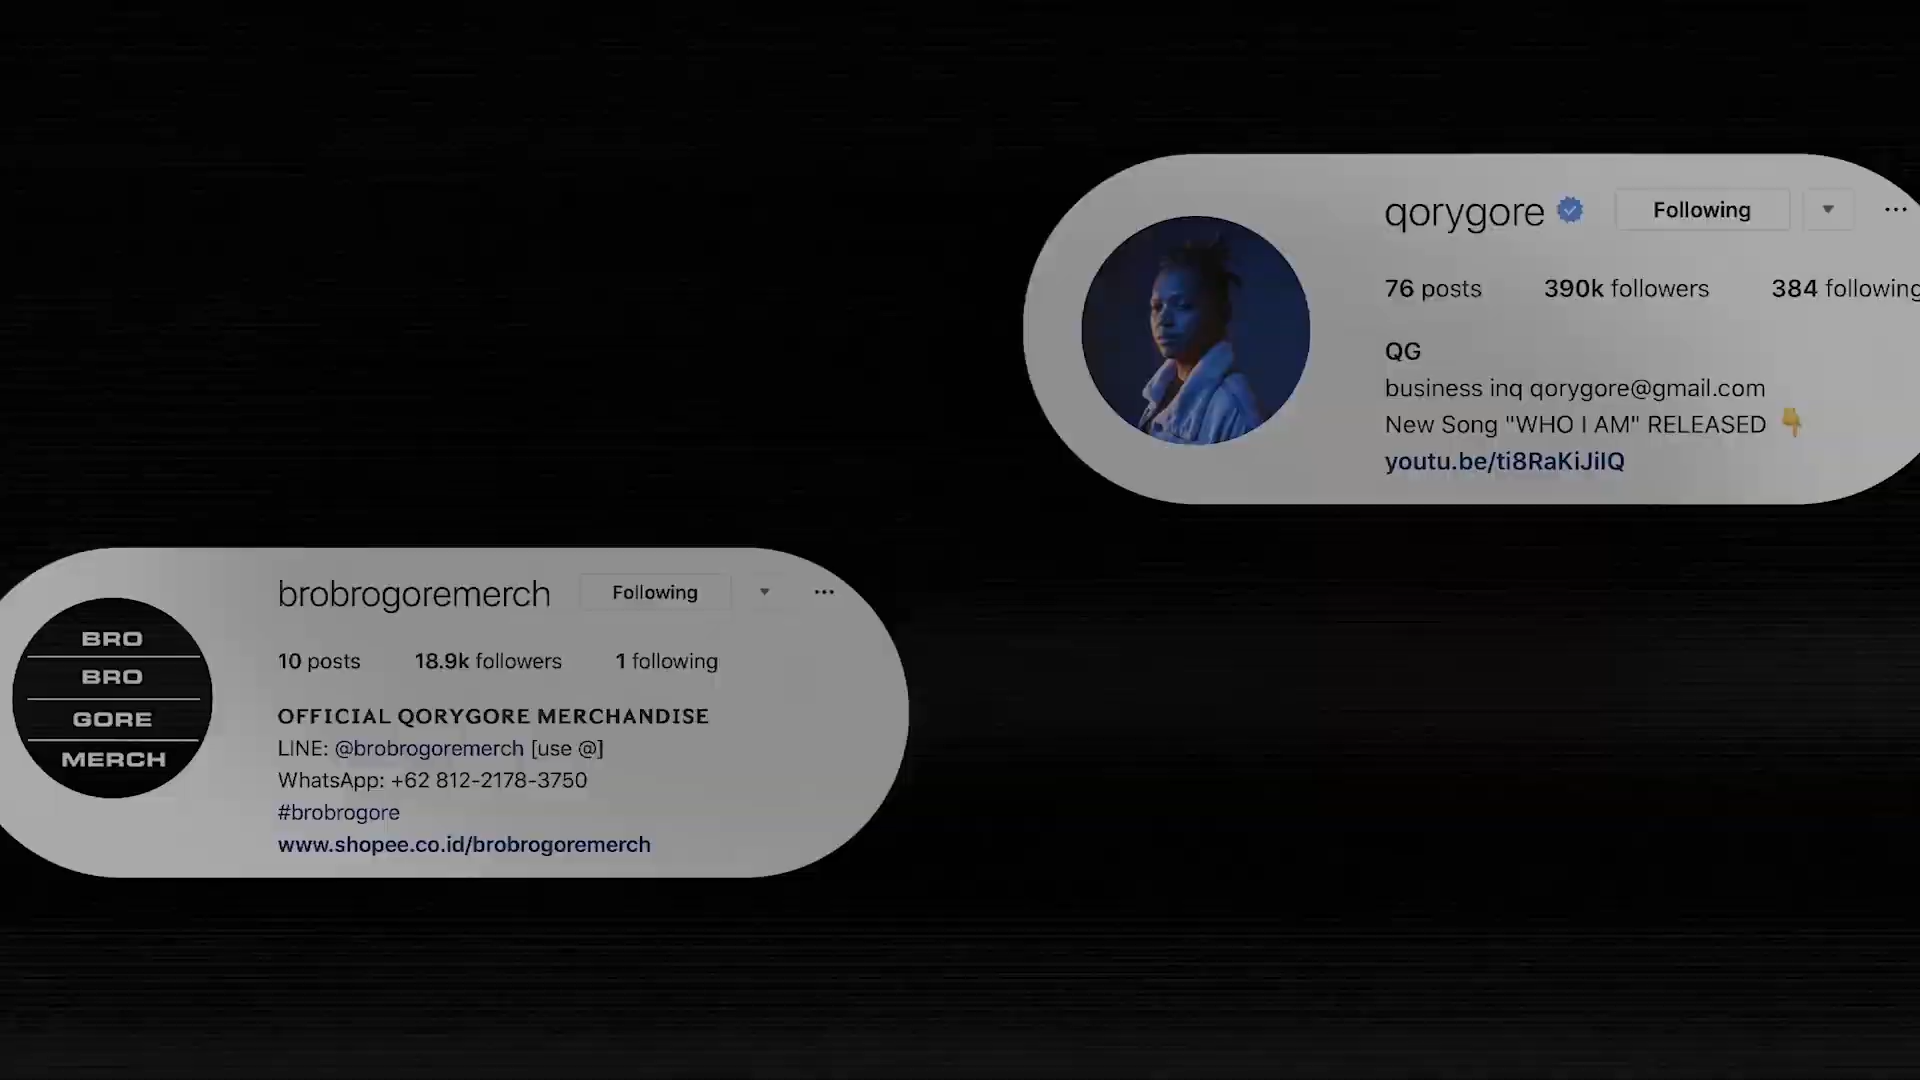 qorygore Following ...
76 posts 390k followers 384 following
QG
business inq qorygore@gmail.com
New Song "WHO I AM" RELEASED 👇
youtu.be/ti8RaKiJiIQ
BRO
BRO
GORE
MERCH
brobrogoremerch Following ...
10 posts 18.9k followers 1 following
OFFICIAL QORYGORE MERCHANDISE
LINE: @brobrogoremerch [use @]
WhatsApp: +62 812-2178-3750
#brobrogore
www.shopee.co.id/brobrogoremerch